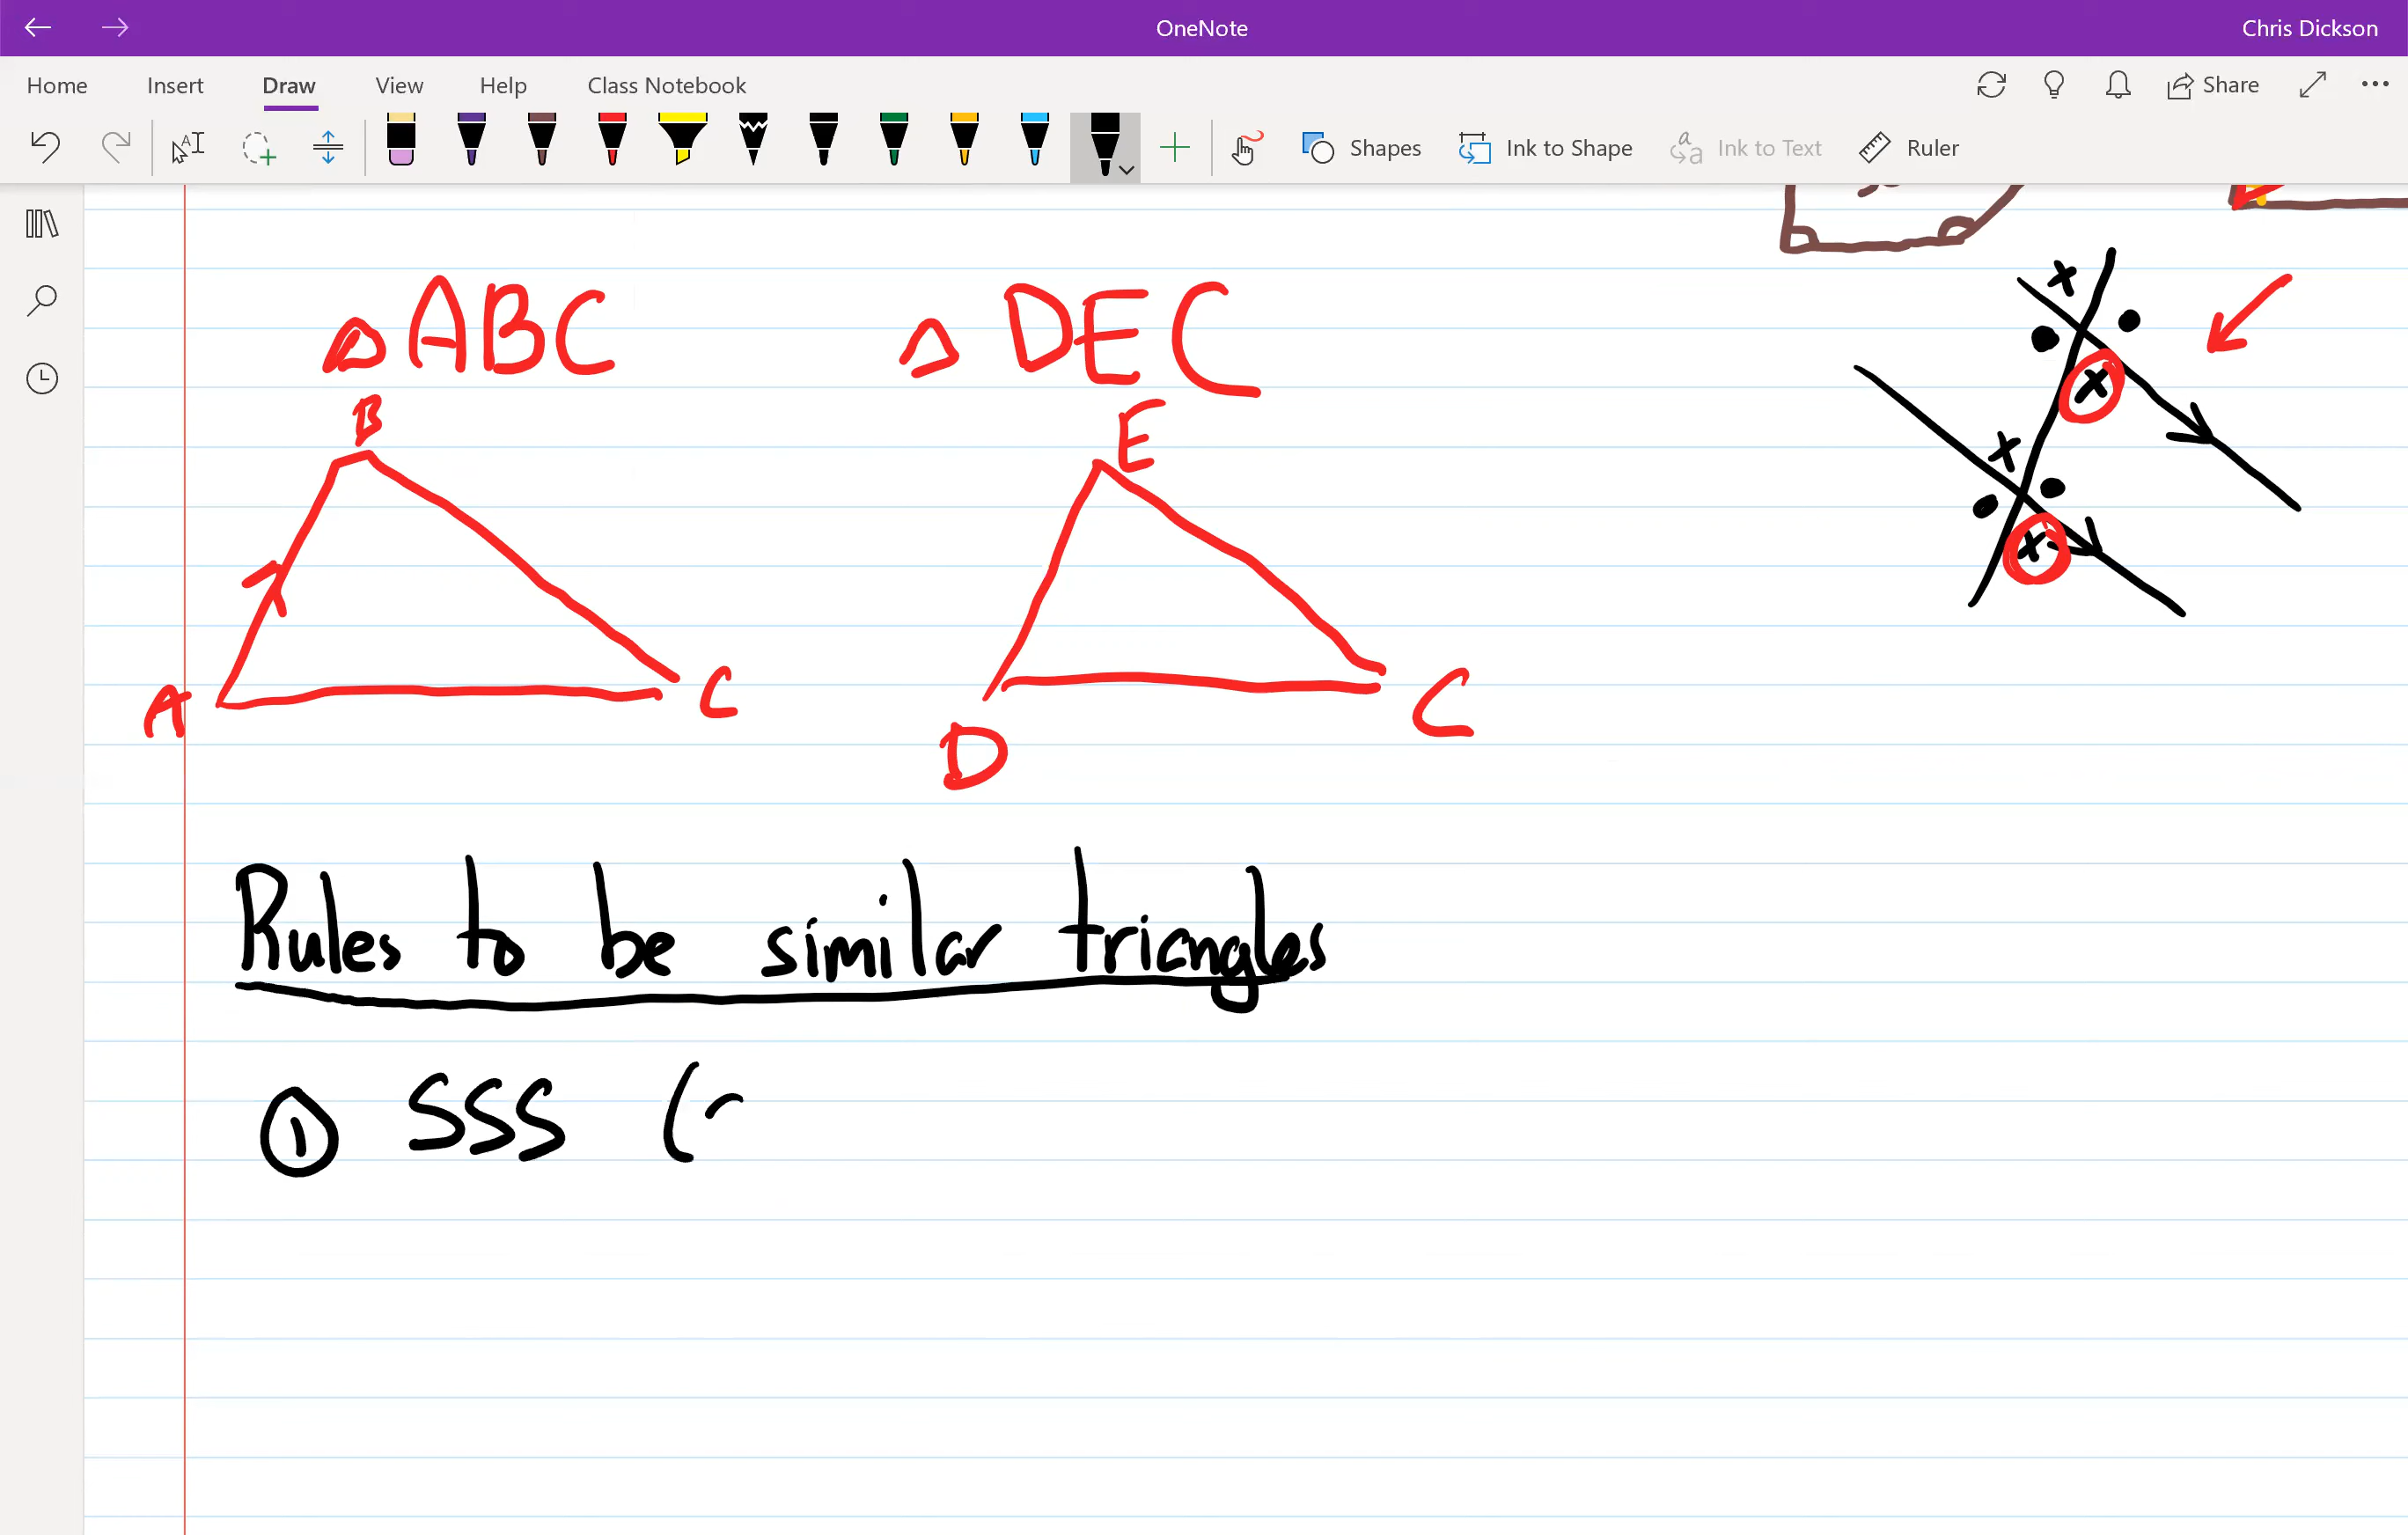 OneNote
Chris Dickson
Home Insert Draw View Help Class Notebook Share
Shapes Ink to Shape Ink to Text Ruler
△ABC △DEC
B E
A C D C
x x x x
Rules to be similar triangles
① SSS (